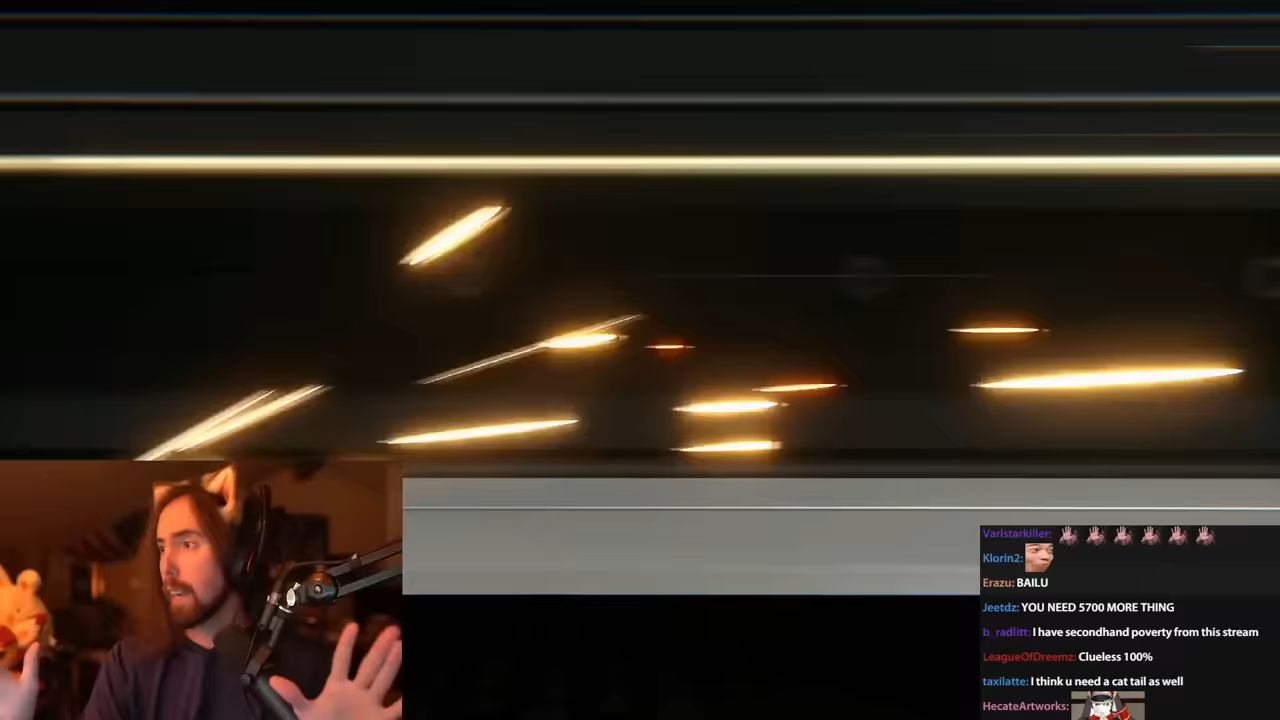 Varlstarkiller:
Klorin2:
Erazu: BAILU
Jeetdz: YOU NEED 5700 MORE THING
b_radlitt: I have secondhand poverty from this stream
LeagueOfDreemz: Clueless 100%
taxilatte: I think u need a cat tail as well
HecateArtworks: